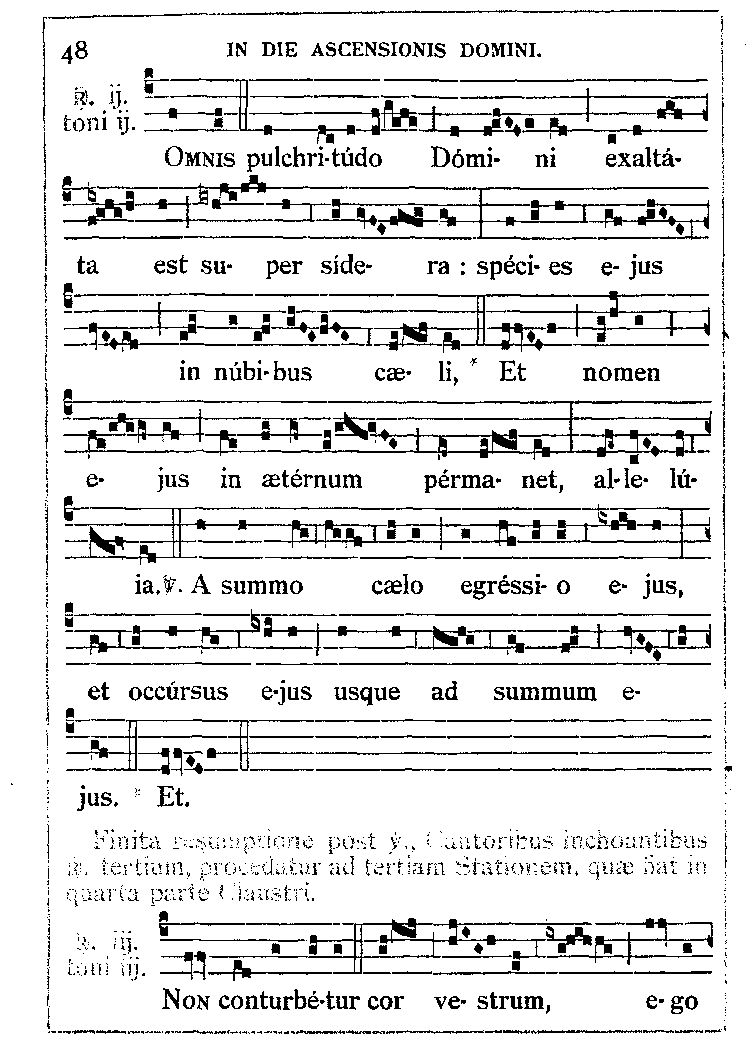 48 IN DIE ASCENSIONIS DOMINI.
℟. ij.
toni ij.
OMNIS pulchri-túdo Dómi- ni exaltá-
ta est su- per síde- ra : spéci- es e- jus
in núbi-bus cæ- li, * Et nomen
e- jus in ætérnum pérma- net, al-le- lú-
ia. ℣. A summo cælo egréssi- o e- jus,
et occúrsus e-jus usque ad summum e-
jus. * Et.
Finita resumptione post ℣., Cantoribus inchoantibus
℟. tertium, procedatur ad tertiam Stationem, quæ fiat in
quarta parte Claustri.
℟. iij.
toni iij.
NON conturbé-tur cor ve- strum, e- go